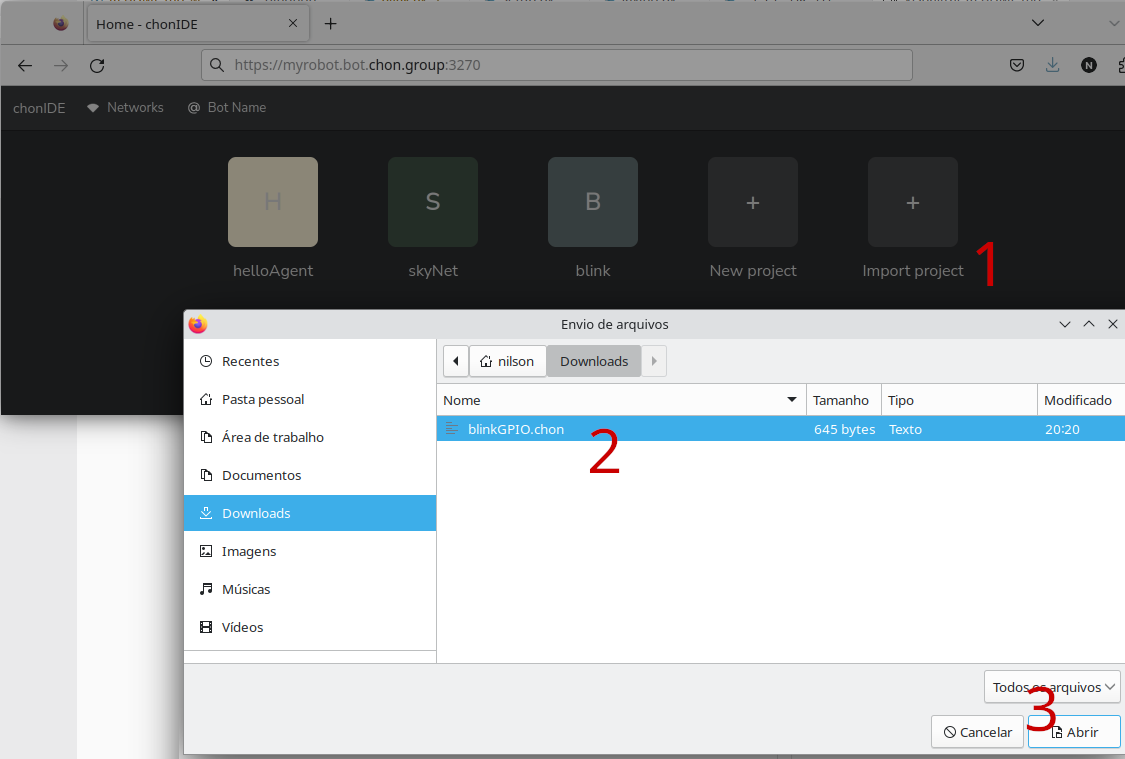 Home - chonIDE
https://myrobot.bot.chon.group:3270
N
chonIDE Networks @ Bot Name
H S B + +
helloAgent skyNet blink New project Import project
1
Envio de arquivos
Recentes
Pasta pessoal
Área de trabalho
Documentos
Downloads
Imagens
Músicas
Vídeos
nilson Downloads
Nome Tamanho Tipo Modificado
blinkGPIO.chon 645 bytes Texto 20:20
2
Todos os arquivos
3
Cancelar Abrir